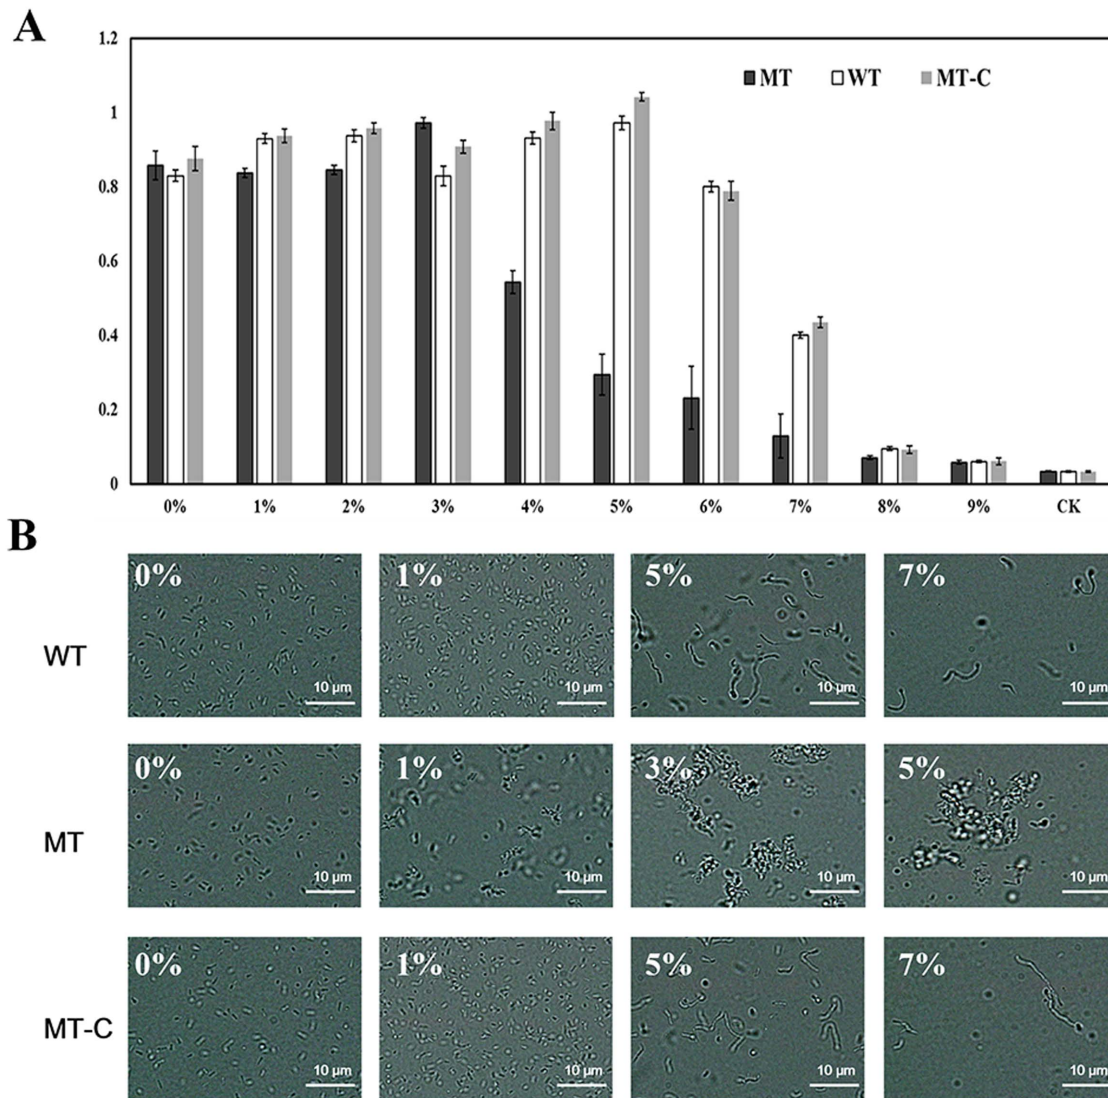 A
1.2
MT WT MT-C
1
0.8
0.6
0.4
0.2
0
0% 1% 2% 3% 4% 5% 6% 7% 8% 9% CK
B
0% 1% 5% 7%
WT
10 µm 10 µm 10 µm 10 µm
0% 1% 3% 5%
MT
10 µm 10 µm 10 µm 10 µm
0% 1% 5% 7%
MT-C
10 µm 10 µm 10 µm 10 µm